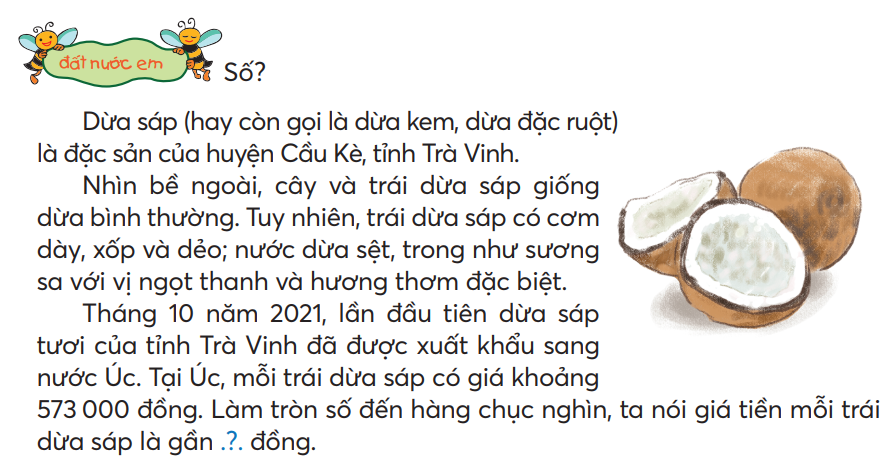 đất nước em
Số?
Dừa sáp (hay còn gọi là dừa kem, dừa đặc ruột)
là đặc sản của huyện Cầu Kè, tỉnh Trà Vinh.
Nhìn bề ngoài, cây và trái dừa sáp giống
dừa bình thường. Tuy nhiên, trái dừa sáp có cơm
dày, xốp và dẻo; nước dừa sệt, trong như sương
sa với vị ngọt thanh và hương thơm đặc biệt.
Tháng 10 năm 2021, lần đầu tiên dừa sáp
tươi của tỉnh Trà Vinh đã được xuất khẩu sang
nước Úc. Tại Úc, mỗi trái dừa sáp có giá khoảng
573 000 đồng. Làm tròn số đến hàng chục nghìn, ta nói giá tiền mỗi trái
dừa sáp là gần .?. đồng.